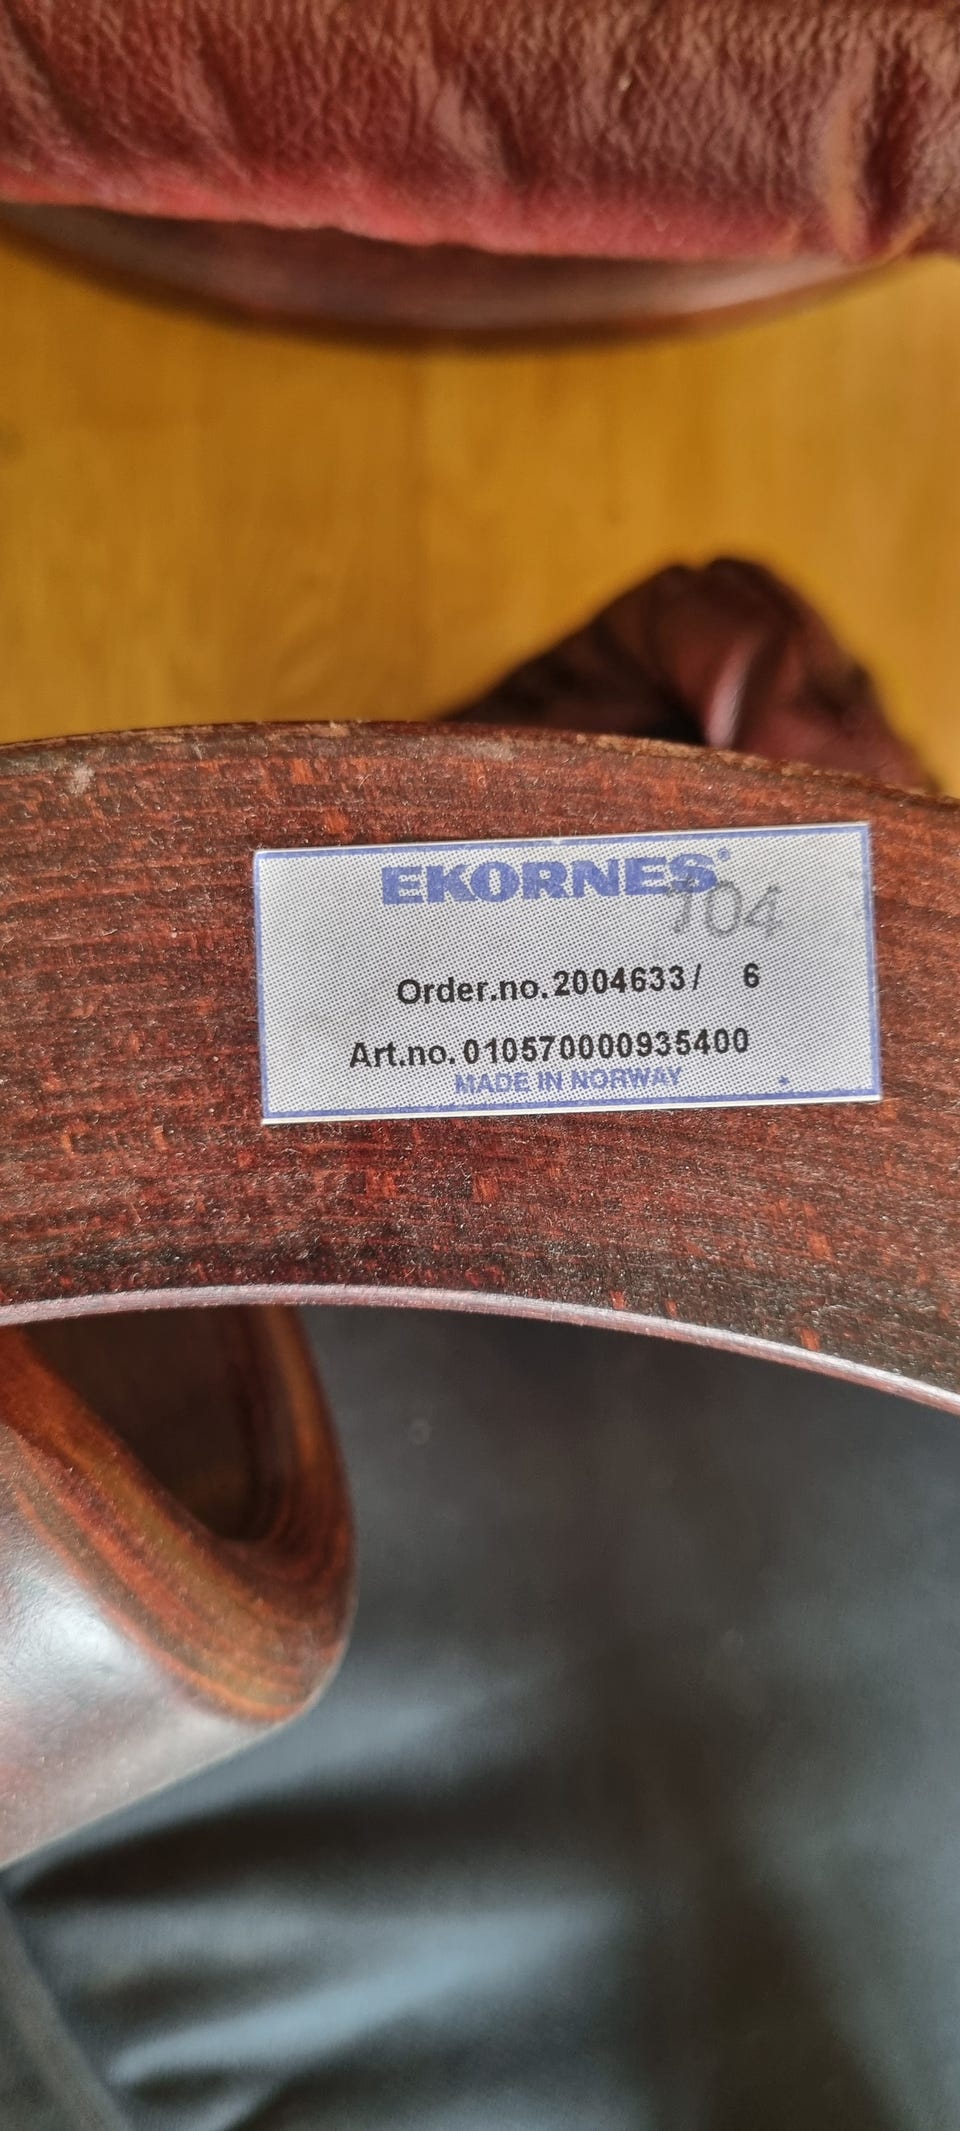 EKORNES®
704
Order.no. 2004633 / 6
Art.no. 010570000935400
MADE IN NORWAY